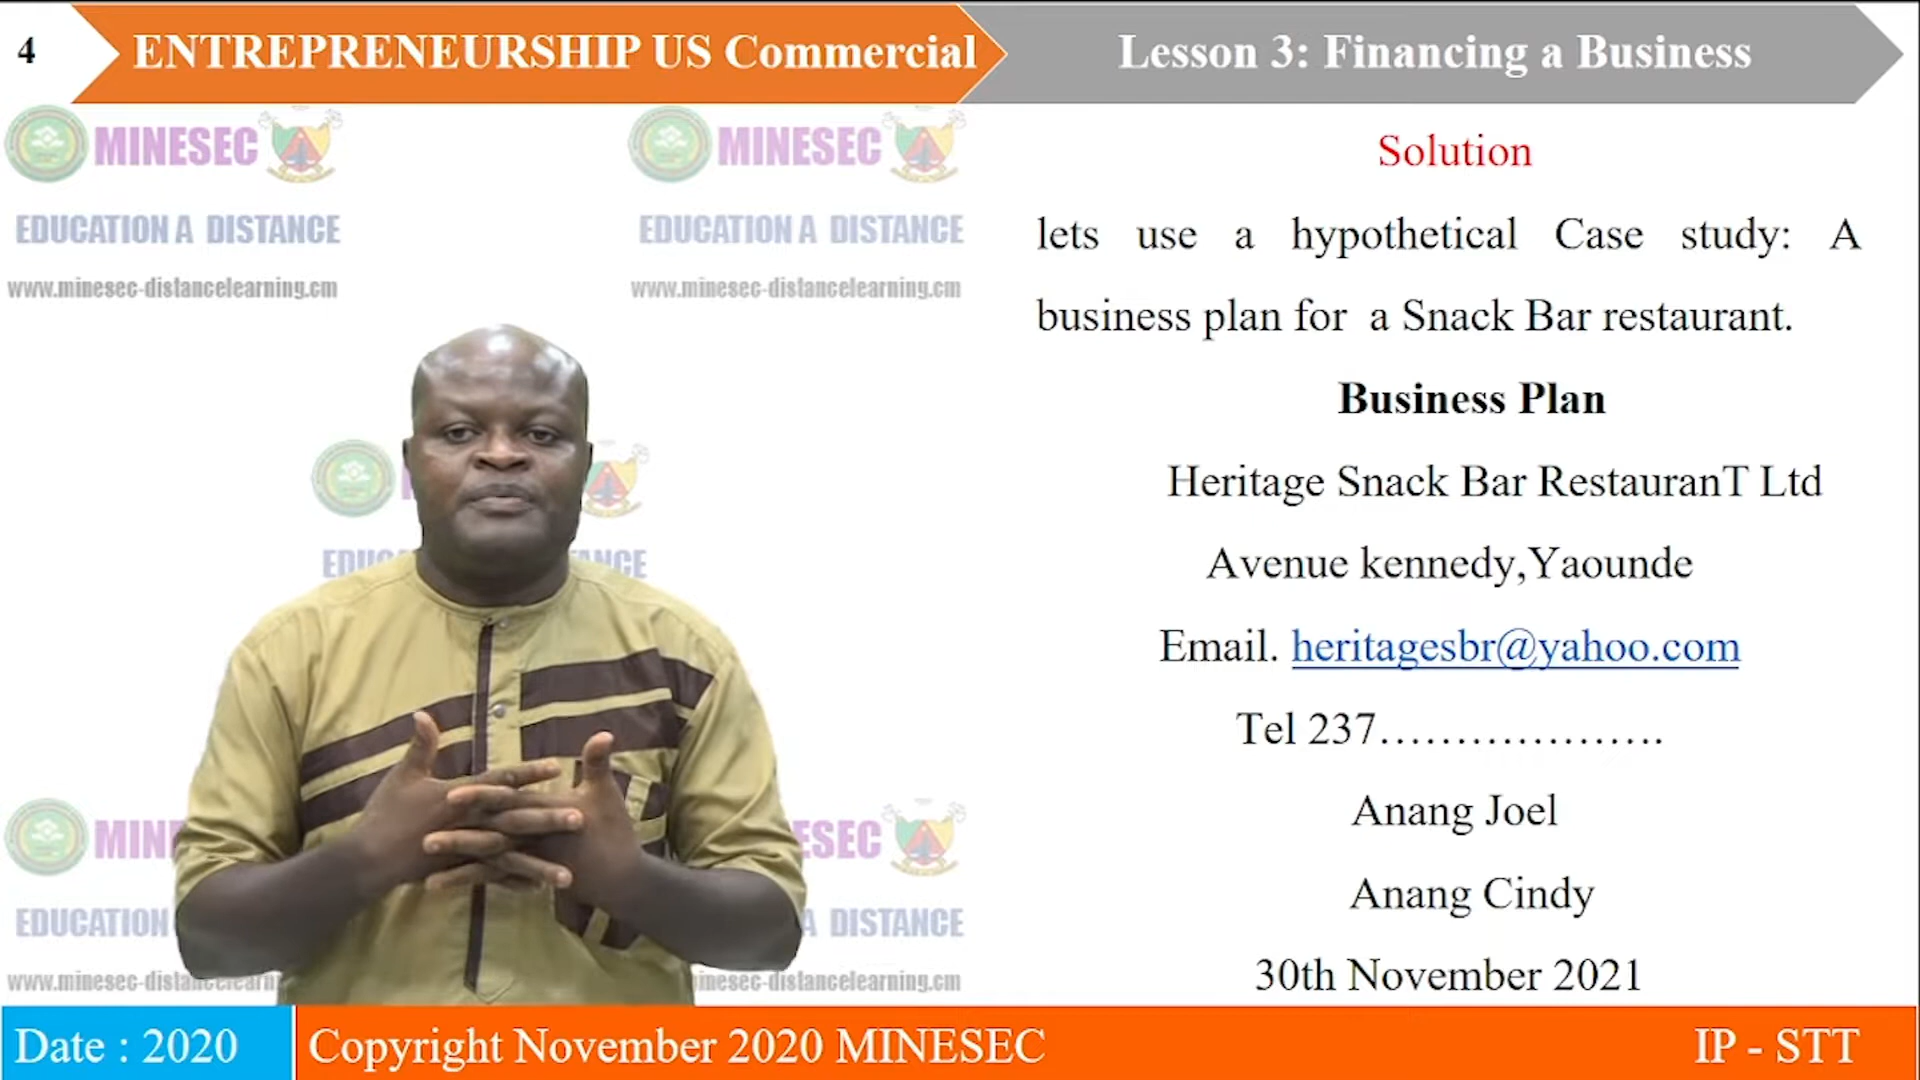 4
ENTREPRENEURSHIP US Commercial
Lesson 3: Financing a Business
MINESEC
EDUCATION A DISTANCE
www.minesec-distancelearning.cm
MINESEC
EDUCATION A DISTANCE
www.minesec-distancelearning.cm
Solution
lets use a hypothetical Case study: A
business plan for a Snack Bar restaurant.
Business Plan
Heritage Snack Bar RestauranT Ltd
Avenue kennedy,Yaounde
Email. heritagesbr@yahoo.com
Tel 237...................
Anang Joel
Anang Cindy
30th November 2021
Date : 2020
Copyright November 2020 MINESEC
IP - STT